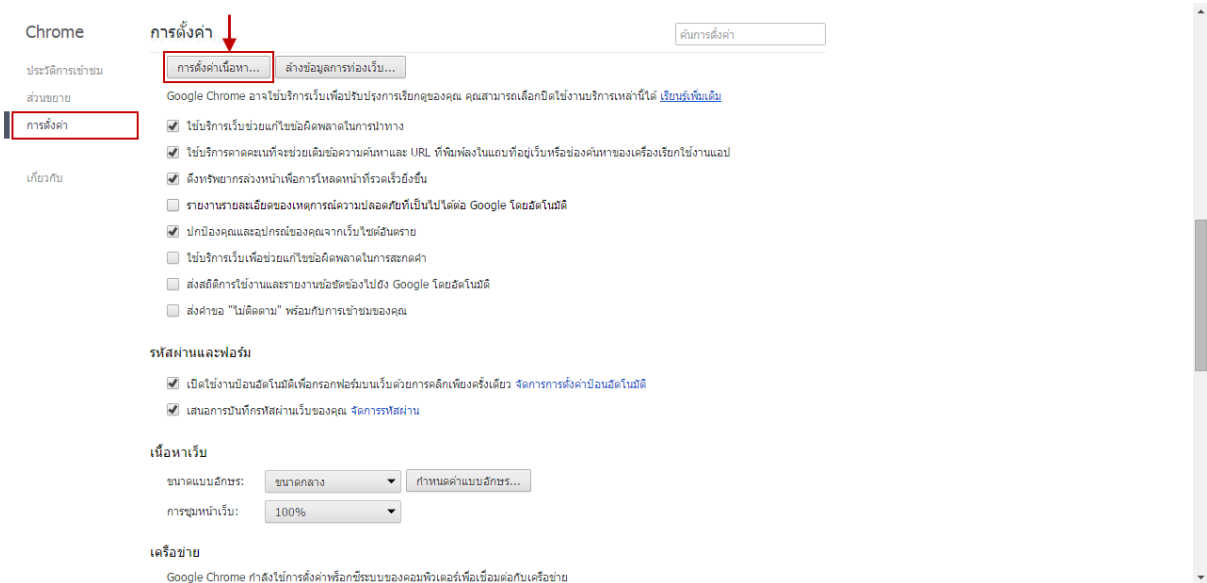 Chrome
ประวัติการเข้าชม
ส่วนขยาย
การตั้งค่า
เกี่ยวกับ
การตั้งค่า
ค้นการตั้งค่า
การตั้งค่าเนื้อหา... ล้างข้อมูลการท่องเว็บ...
Google Chrome อาจใช้บริการเว็บเพื่อปรับปรุงการเรียกดูของคุณ คุณสามารถเลือกปิดใช้งานบริการเหล่านี้ได้ เรียนรู้เพิ่มเติม
ใช้บริการเว็บช่วยแก้ไขข้อผิดพลาดในการนำทาง
ใช้บริการคาดคะเนที่จะช่วยเติมข้อความค้นหาและ URL ที่พิมพ์ลงในแถบที่อยู่เว็บหรือช่องค้นหาของเครื่องเรียกใช้งานแอป
ดึงทรัพยากรล่วงหน้าเพื่อการโหลดหน้าที่รวดเร็วยิ่งขึ้น
รายงานรายละเอียดของเหตุการณ์ความปลอดภัยที่เป็นไปได้ต่อ Google โดยอัตโนมัติ
ปกป้องคุณและอุปกรณ์ของคุณจากเว็บไซต์อันตราย
ใช้บริการเว็บเพื่อช่วยแก้ไขข้อผิดพลาดในการสะกดคำ
ส่งสถิติการใช้งานและรายงานข้อขัดข้องไปยัง Google โดยอัตโนมัติ
ส่งคำขอ "ไม่ติดตาม" พร้อมกับการเข้าชมของคุณ
รหัสผ่านและฟอร์ม
เปิดใช้งานป้อนอัตโนมัติเพื่อกรอกฟอร์มบนเว็บด้วยการคลิกเพียงครั้งเดียว จัดการการตั้งค่าป้อนอัตโนมัติ
เสนอการบันทึกรหัสผ่านเว็บของคุณ จัดการรหัสผ่าน
เนื้อหาเว็บ
ขนาดแบบอักษร: ขนาดกลาง กำหนดค่าแบบอักษร...
การซูมหน้าเว็บ: 100%
เครือข่าย
Google Chrome กำลังใช้การตั้งค่าพร็อกซีระบบของคอมพิวเตอร์เพื่อเชื่อมต่อกับเครือข่าย